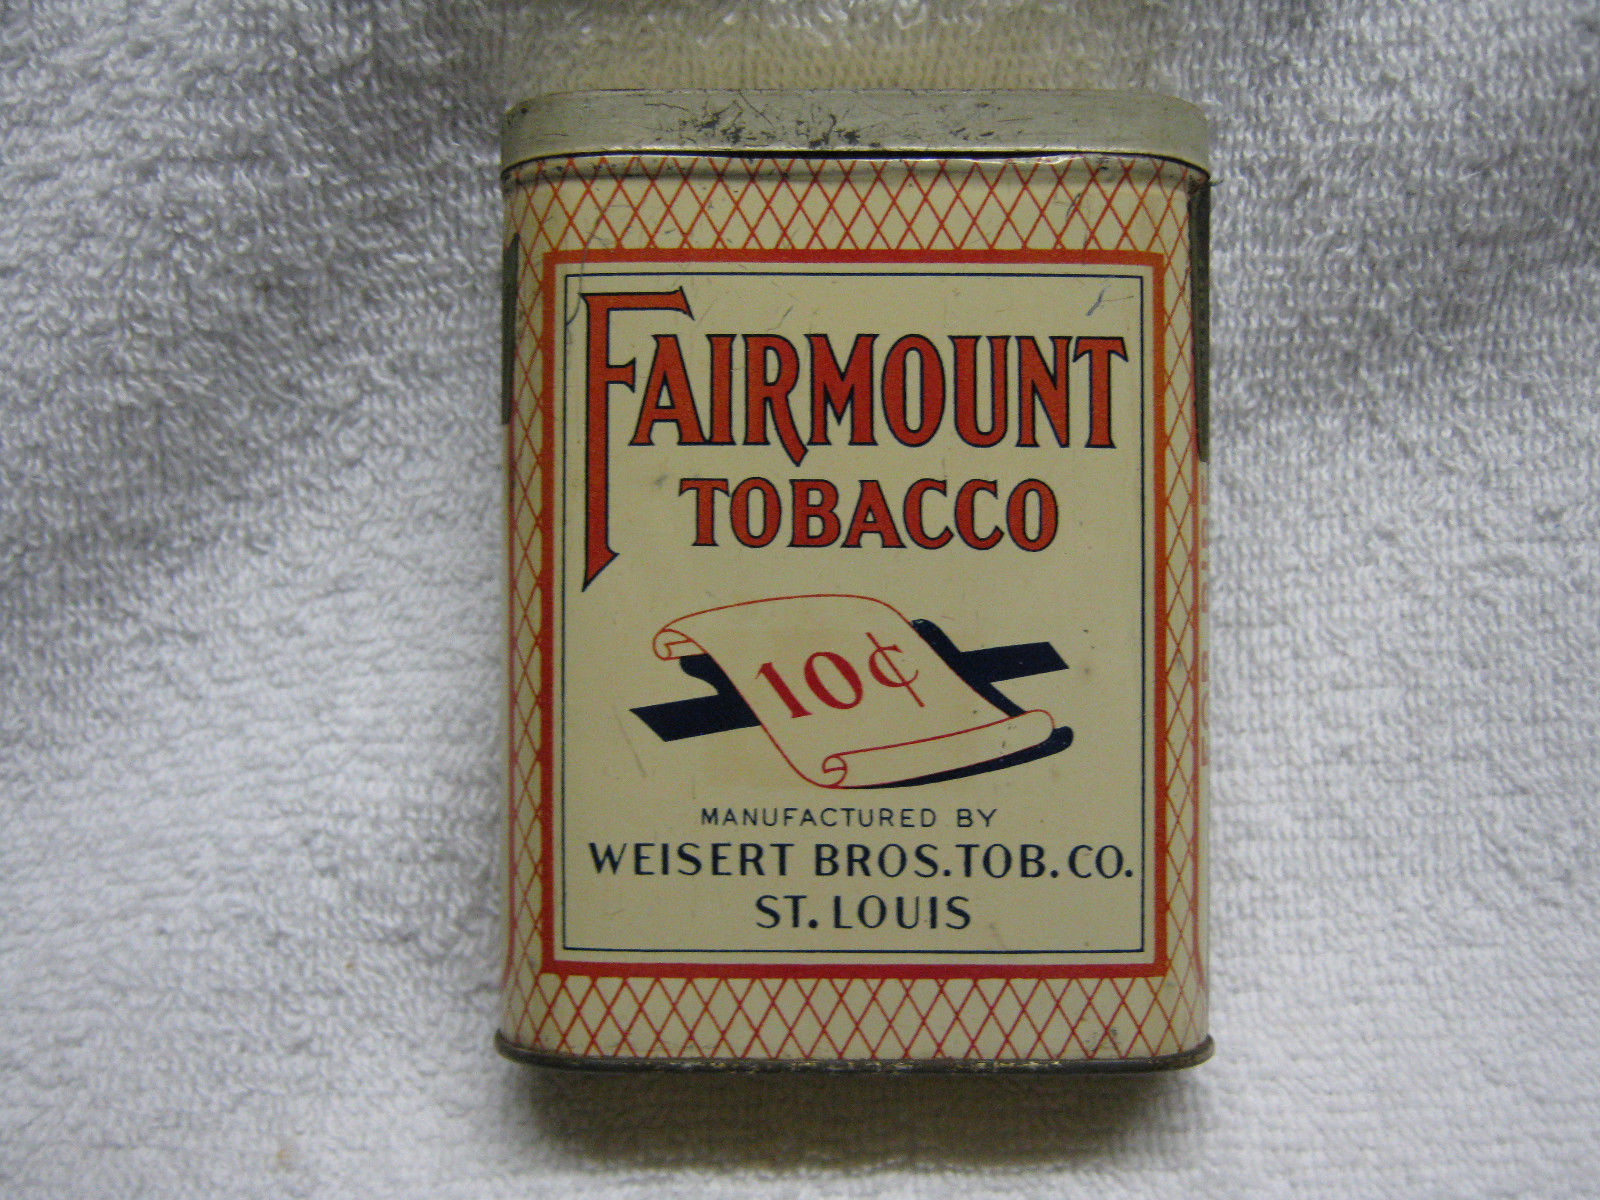 FAIRMOUNT
TOBACCO
10¢
MANUFACTURED BY
WEISERT BROS. TOB. CO.
ST. LOUIS